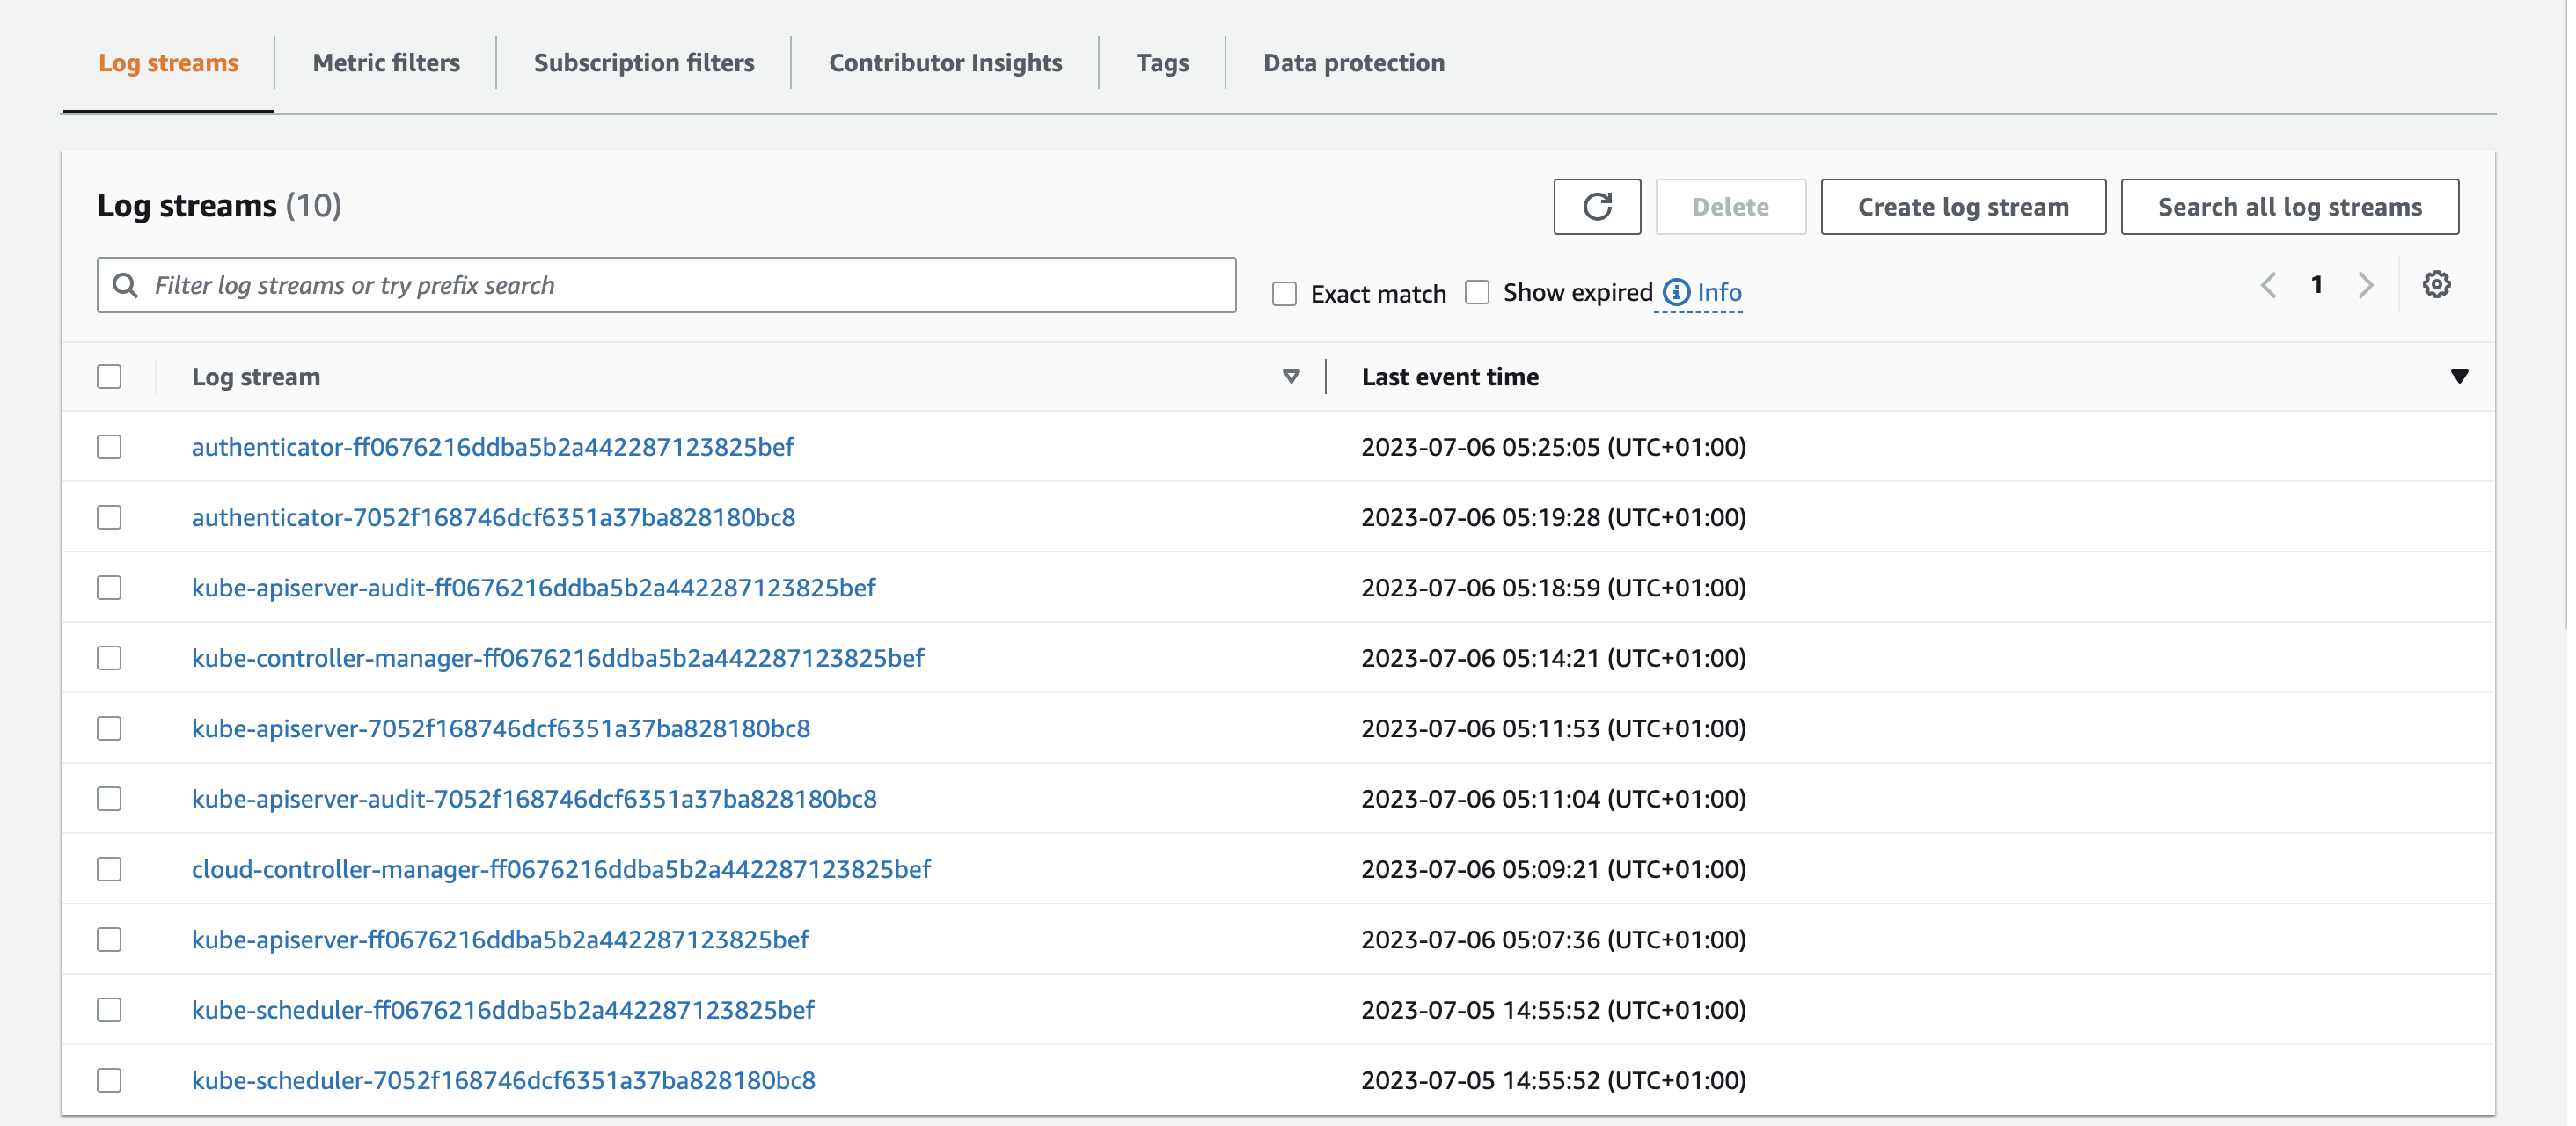 Log streams Metric filters Subscription filters Contributor Insights Tags Data protection
Log streams (10) Delete Create log stream Search all log streams
Filter log streams or try prefix search Exact match Show expired Info 1
Log stream Last event time
authenticator-ff0676216ddba5b2a442287123825bef 2023-07-06 05:25:05 (UTC+01:00)
authenticator-7052f168746dcf6351a37ba828180bc8 2023-07-06 05:19:28 (UTC+01:00)
kube-apiserver-audit-ff0676216ddba5b2a442287123825bef 2023-07-06 05:18:59 (UTC+01:00)
kube-controller-manager-ff0676216ddba5b2a442287123825bef 2023-07-06 05:14:21 (UTC+01:00)
kube-apiserver-7052f168746dcf6351a37ba828180bc8 2023-07-06 05:11:53 (UTC+01:00)
kube-apiserver-audit-7052f168746dcf6351a37ba828180bc8 2023-07-06 05:11:04 (UTC+01:00)
cloud-controller-manager-ff0676216ddba5b2a442287123825bef 2023-07-06 05:09:21 (UTC+01:00)
kube-apiserver-ff0676216ddba5b2a442287123825bef 2023-07-06 05:07:36 (UTC+01:00)
kube-scheduler-ff0676216ddba5b2a442287123825bef 2023-07-05 14:55:52 (UTC+01:00)
kube-scheduler-7052f168746dcf6351a37ba828180bc8 2023-07-05 14:55:52 (UTC+01:00)